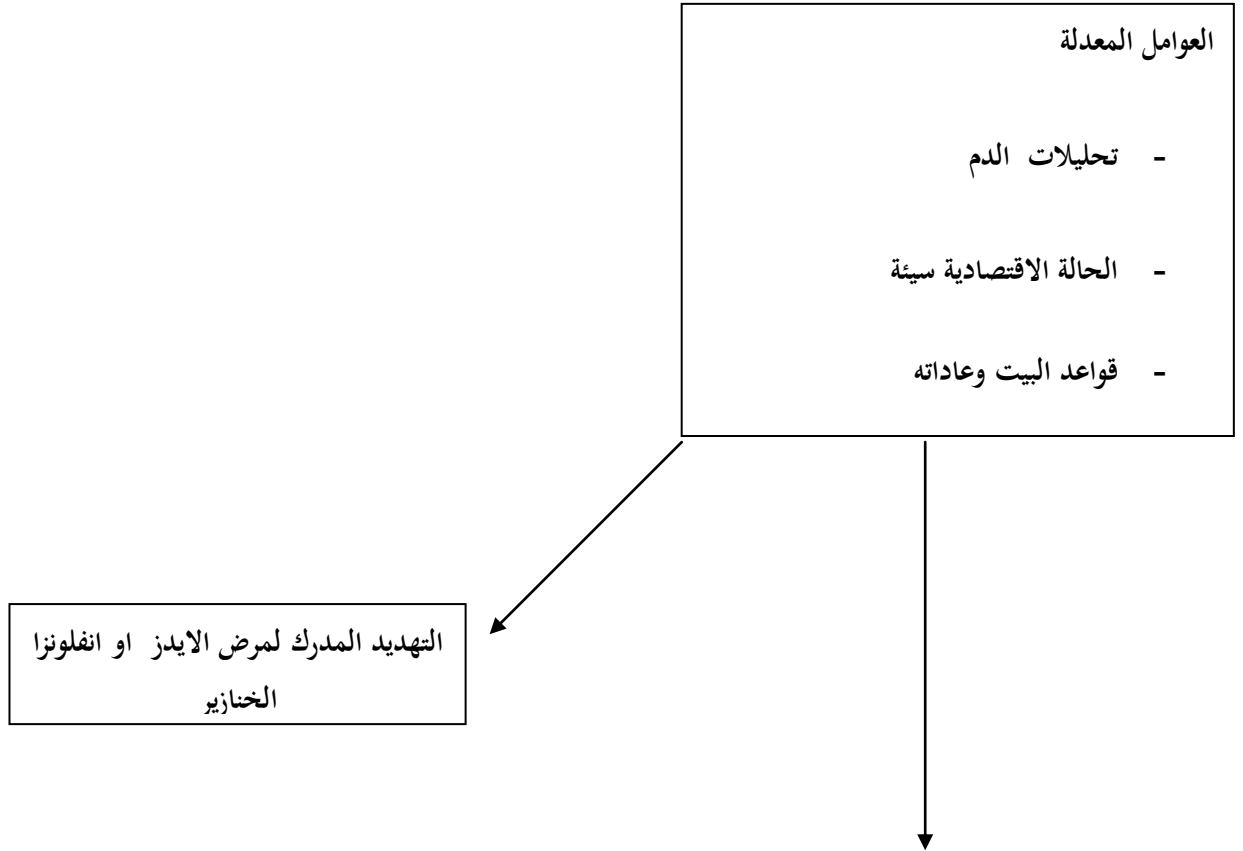 العوامل المعدلة
- تحليلات الدم
- الحالة الاقتصادية سيئة
- قواعد البيت وعاداته
التهديد المدرك لمرض الايدز او انفلونزا
الخنازير